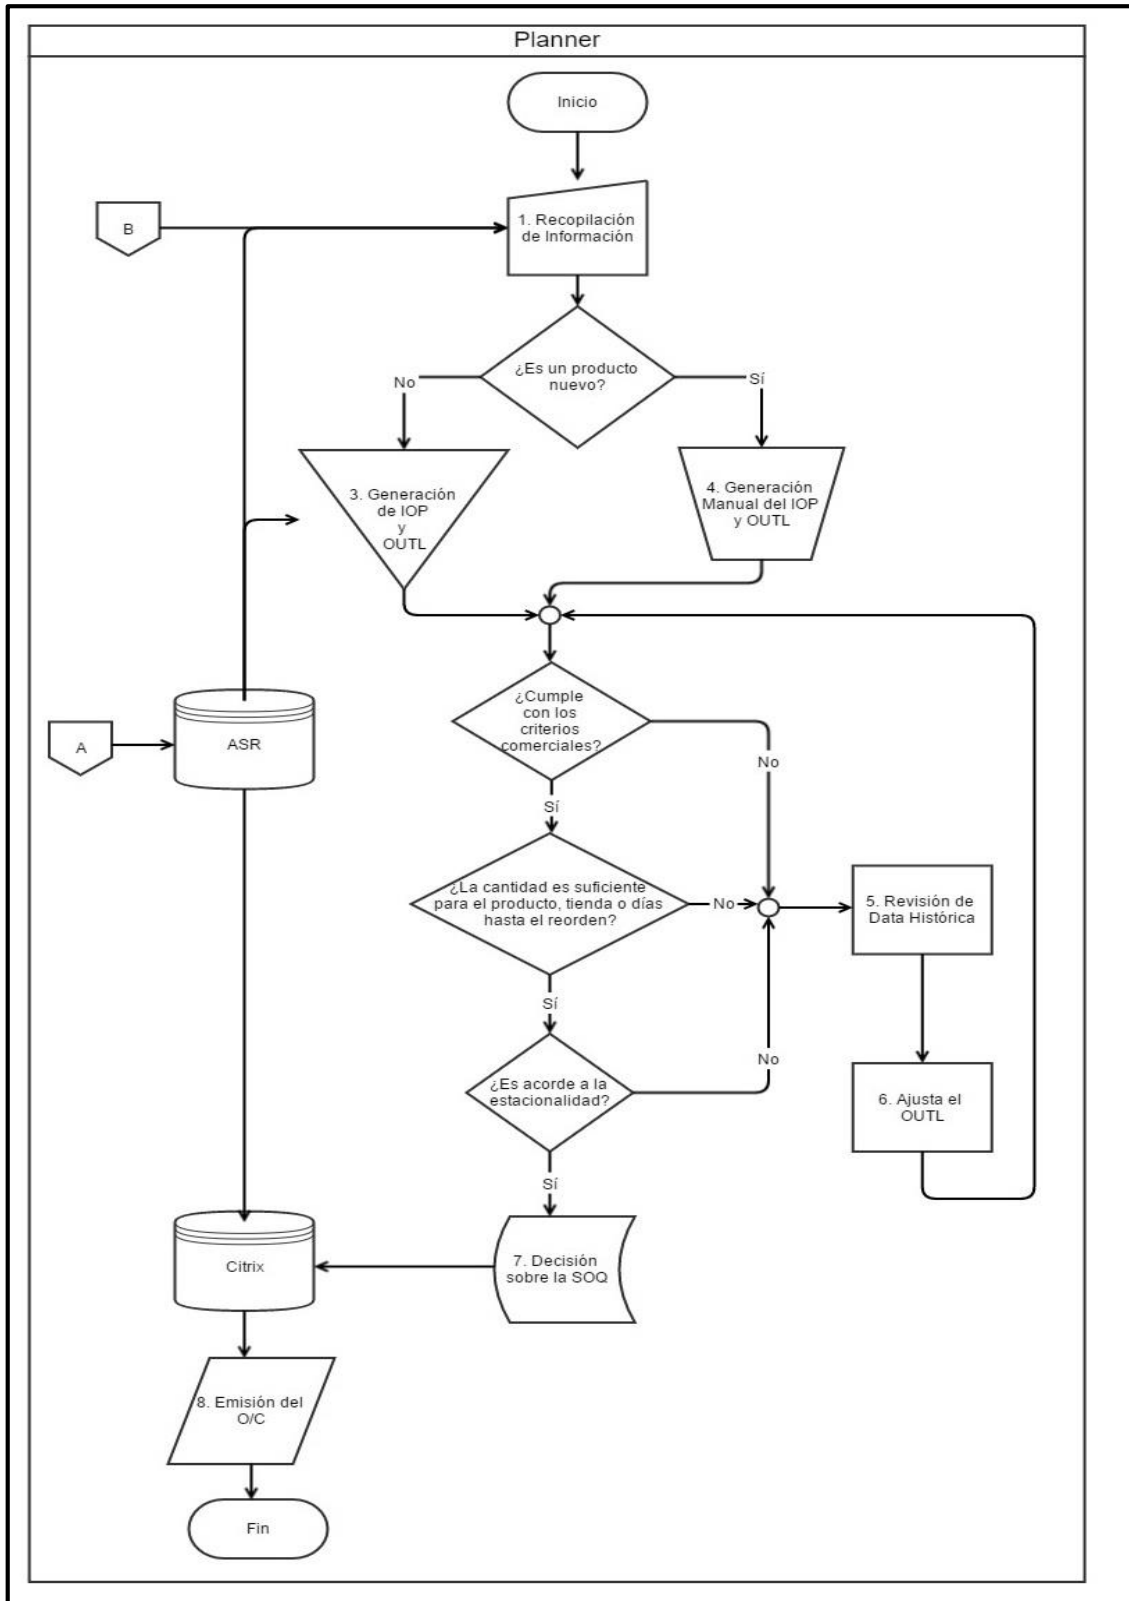 Planner
Inicio
B
1. Recopilación
de Información
¿Es un producto
nuevo?
No
Sí
3. Generación
de IOP
y
OUTL
4. Generación
Manual del IOP
y OUTL
¿Cumple
con los
criterios
comerciales?
No
A
ASR
Sí
¿La cantidad es suficiente
para el producto, tienda o días
hasta el reorden?
No
5. Revisión de
Data Histórica
Sí
¿Es acorde a la
estacionalidad?
No
6. Ajusta el
OUTL
Sí
7. Decisión
sobre la SOQ
Citrix
8. Emisión del
O/C
Fin